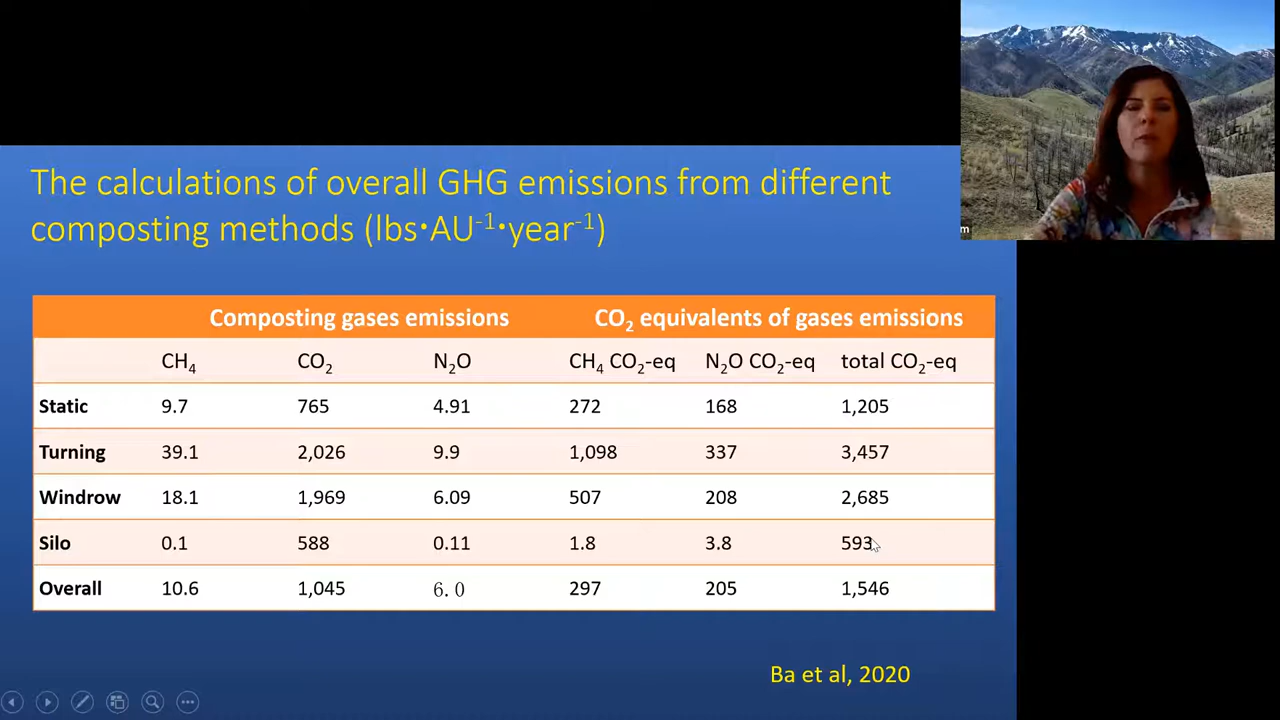 The calculations of overall GHG emissions from different
composting methods (lbs·AU⁻¹·year⁻¹)
Composting gases emissions CO₂ equivalents of gases emissions
CH₄ CO₂ N₂O CH₄ CO₂-eq N₂O CO₂-eq total CO₂-eq
Static 9.7 765 4.91 272 168 1,205
Turning 39.1 2,026 9.9 1,098 337 3,457
Windrow 18.1 1,969 6.09 507 208 2,685
Silo 0.1 588 0.11 1.8 3.8 593
Overall 10.6 1,045 6.0 297 205 1,546
Ba et al, 2020